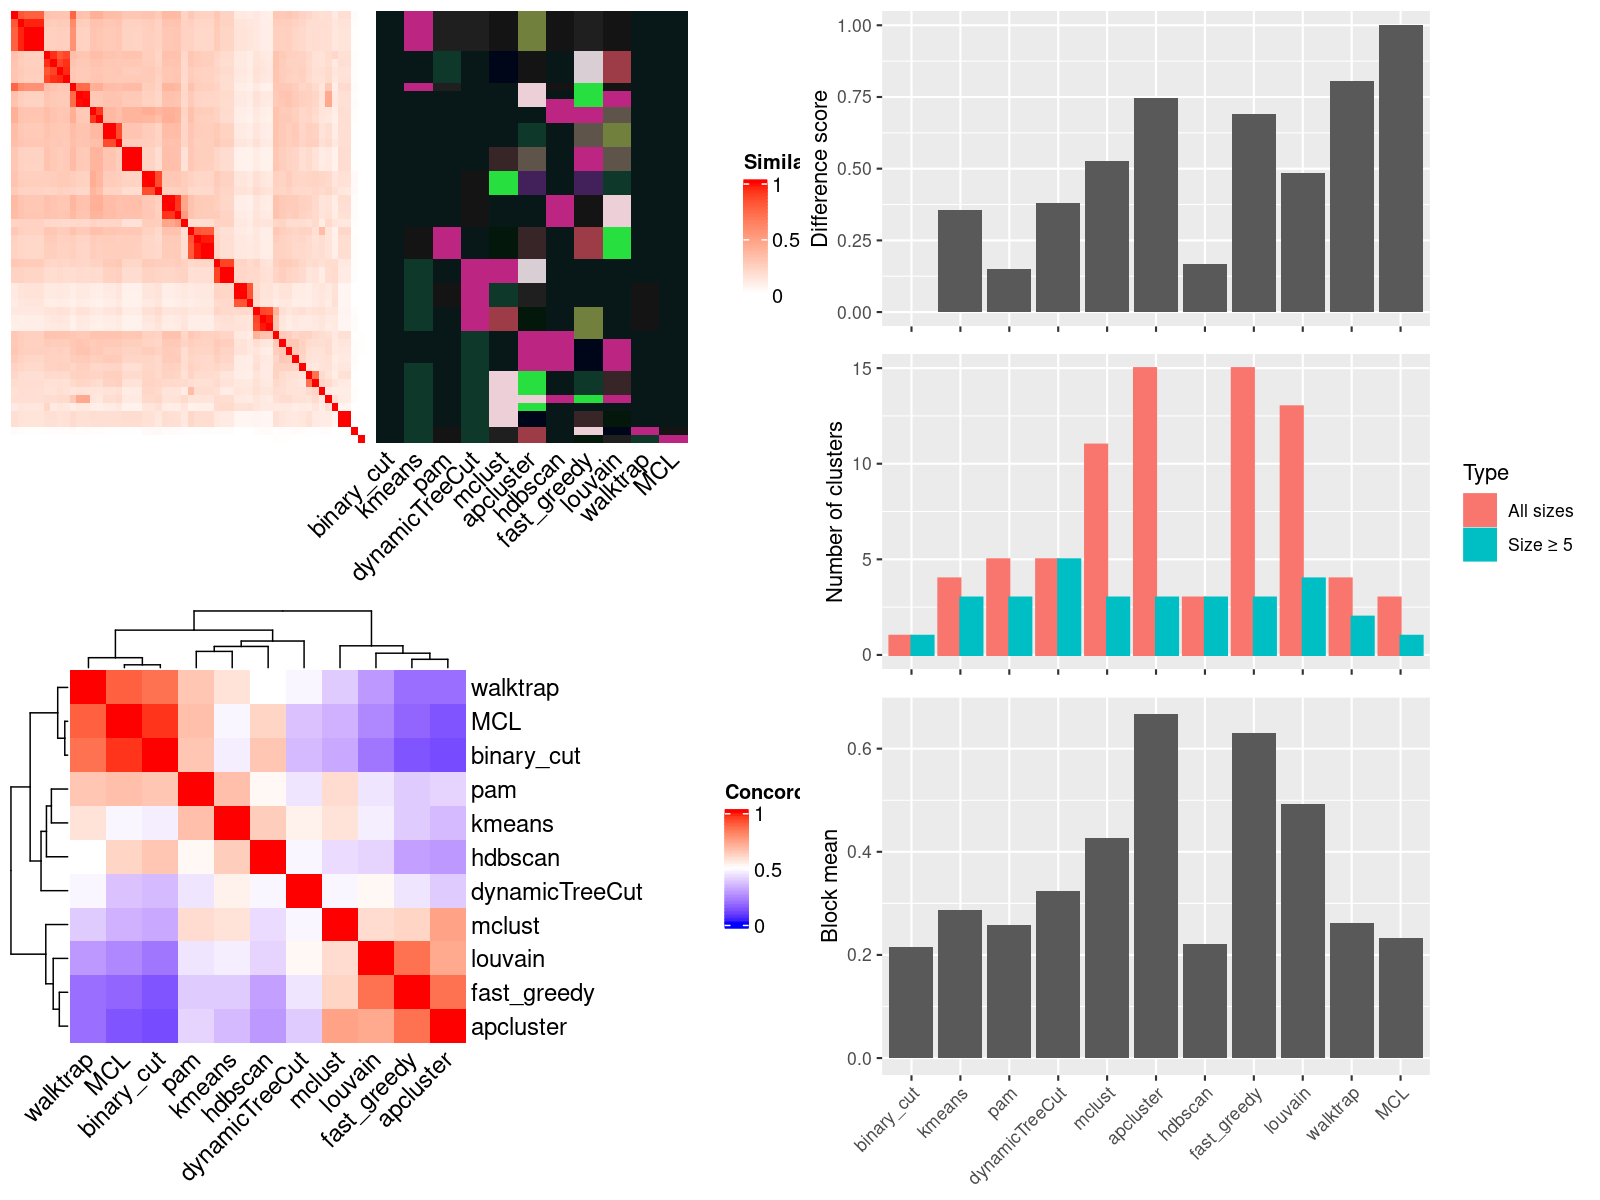 Simila
1
0.5
0
binary_cut
kmeans
pam
dynamicTreeCut
mclust
apcluster
hdbscan
fast_greedy
louvain
walktrap
MCL
Difference score
1.00
0.75
0.50
0.25
0.00
Number of clusters
15
10
5
0
Type
All sizes
Size ≥ 5
walktrap
MCL
binary_cut
pam
kmeans
hdbscan
dynamicTreeCut
mclust
louvain
fast_greedy
apcluster
walktrap
MCL
binary_cut
pam
kmeans
hdbscan
dynamicTreeCut
mclust
louvain
fast_greedy
apcluster
Concord
1
0.5
0
Block mean
0.6
0.4
0.2
0.0
binary_cut
kmeans
pam
dynamicTreeCut
mclust
apcluster
hdbscan
fast_greedy
louvain
walktrap
MCL